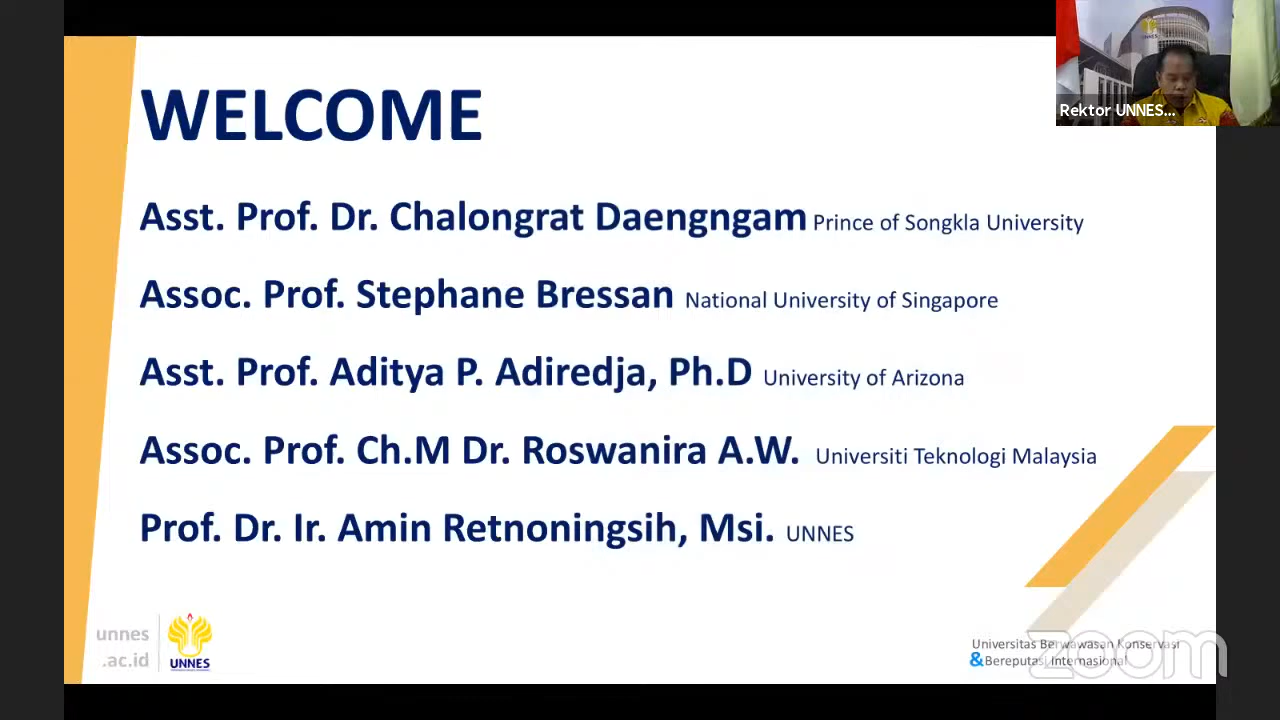 WELCOME
Rektor UNNES...
Asst. Prof. Dr. Chalongrat Daengngam Prince of Songkla University
Assoc. Prof. Stephane Bressan National University of Singapore
Asst. Prof. Aditya P. Adiredja, Ph.D University of Arizona
Assoc. Prof. Ch.M Dr. Roswanira A.W. Universiti Teknologi Malaysia
Prof. Dr. Ir. Amin Retnoningsih, Msi. UNNES
unnes
.ac.id
UNNES
Universitas Berwawasan Konservasi
&Bereputasi Internasional
zoom